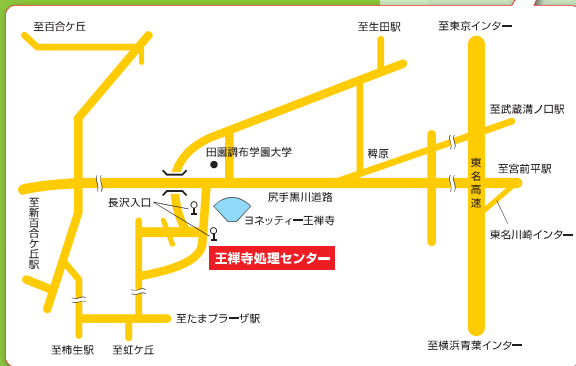 至百合ケ丘
至生田駅
至東京インター
至武蔵溝ノ口駅
田園調布学園大学
稗原
東名高速
至宮前平駅
尻手黒川道路
長沢入口
ヨネッティー王禅寺
至新百合ケ丘駅
東名川崎インター
王禅寺処理センター
至たまプラーザ駅
至柿生駅
至虹ケ丘
至横浜青葉インター